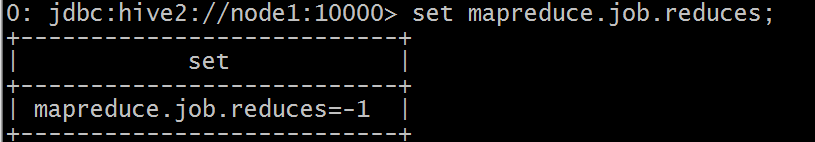 0: jdbc:hive2://node1:10000> set mapreduce.job.reduces;
+----------------------------+
|            set             |
+----------------------------+
| mapreduce.job.reduces=-1  |
+----------------------------+